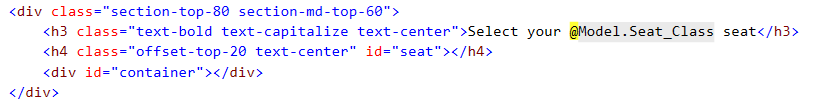 <div class="section-top-80 section-md-top-60">
<h3 class="text-bold text-capitalize text-center">Select your @Model.Seat_Class seat</h3>
<h4 class="offset-top-20 text-center" id="seat"></h4>
<div id="container"></div>
</div>